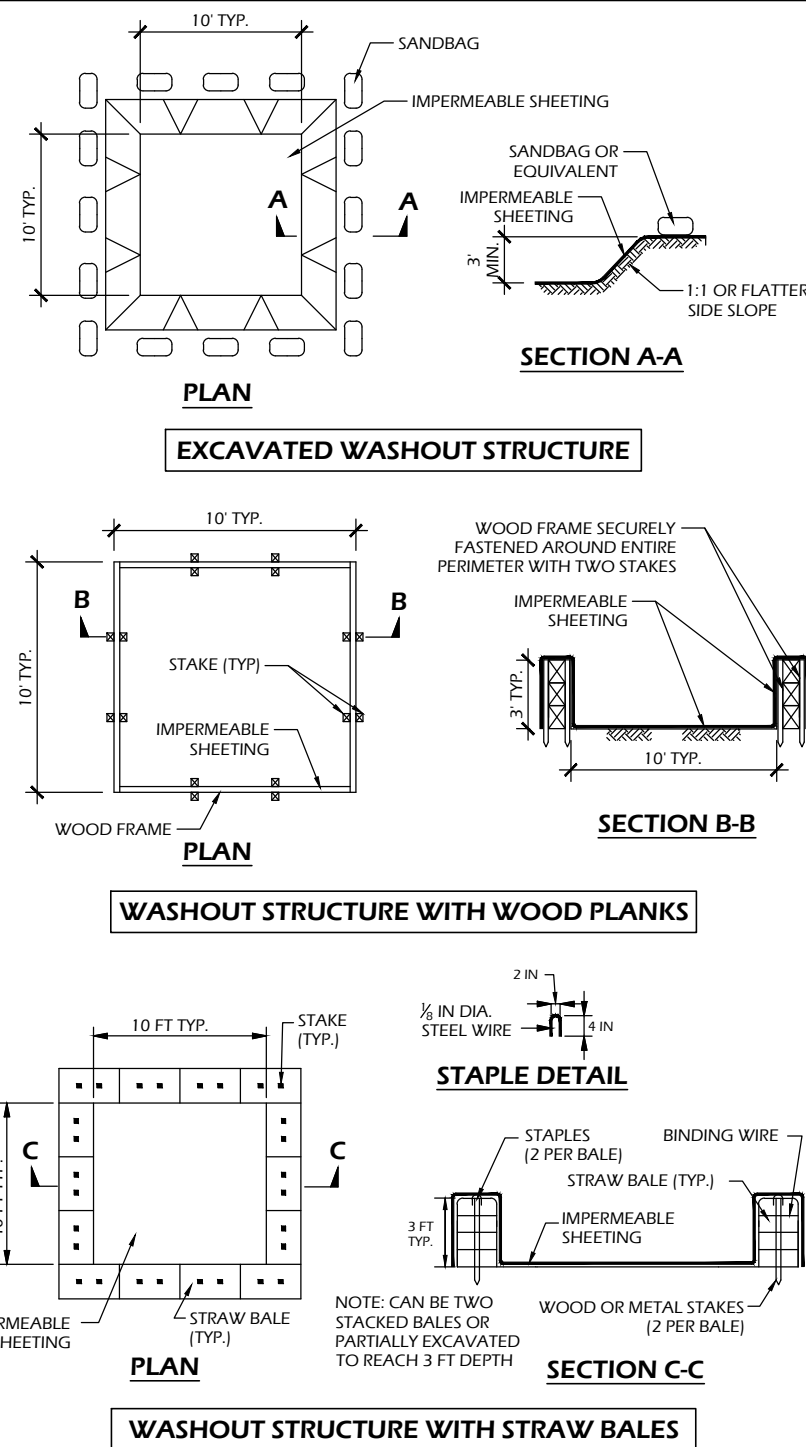 10' TYP.
SANDBAG
IMPERMEABLE SHEETING
10' TYP.
A
A
PLAN
SANDBAG OR
EQUIVALENT
IMPERMEABLE
SHEETING
3'
MIN.
1:1 OR FLATTER
SIDE SLOPE
SECTION A-A
EXCAVATED WASHOUT STRUCTURE
10' TYP.
10' TYP.
B
B
STAKE (TYP)
IMPERMEABLE
SHEETING
WOOD FRAME
PLAN
WOOD FRAME SECURELY
FASTENED AROUND ENTIRE
PERIMETER WITH TWO STAKES
IMPERMEABLE
SHEETING
3' TYP.
10' TYP.
SECTION B-B
WASHOUT STRUCTURE WITH WOOD PLANKS
2 IN
⅛ IN DIA.
STEEL WIRE
4 IN
STAPLE DETAIL
10 FT TYP.
STAKE
(TYP.)
C
C
SHEETING
STRAW BALE
(TYP.)
PLAN
STAPLES
(2 PER BALE)
BINDING WIRE
STRAW BALE (TYP.)
3 FT
TYP.
IMPERMEABLE
SHEETING
NOTE: CAN BE TWO
STACKED BALES OR
PARTIALLY EXCAVATED
TO REACH 3 FT DEPTH
WOOD OR METAL STAKES
(2 PER BALE)
SECTION C-C
WASHOUT STRUCTURE WITH STRAW BALES